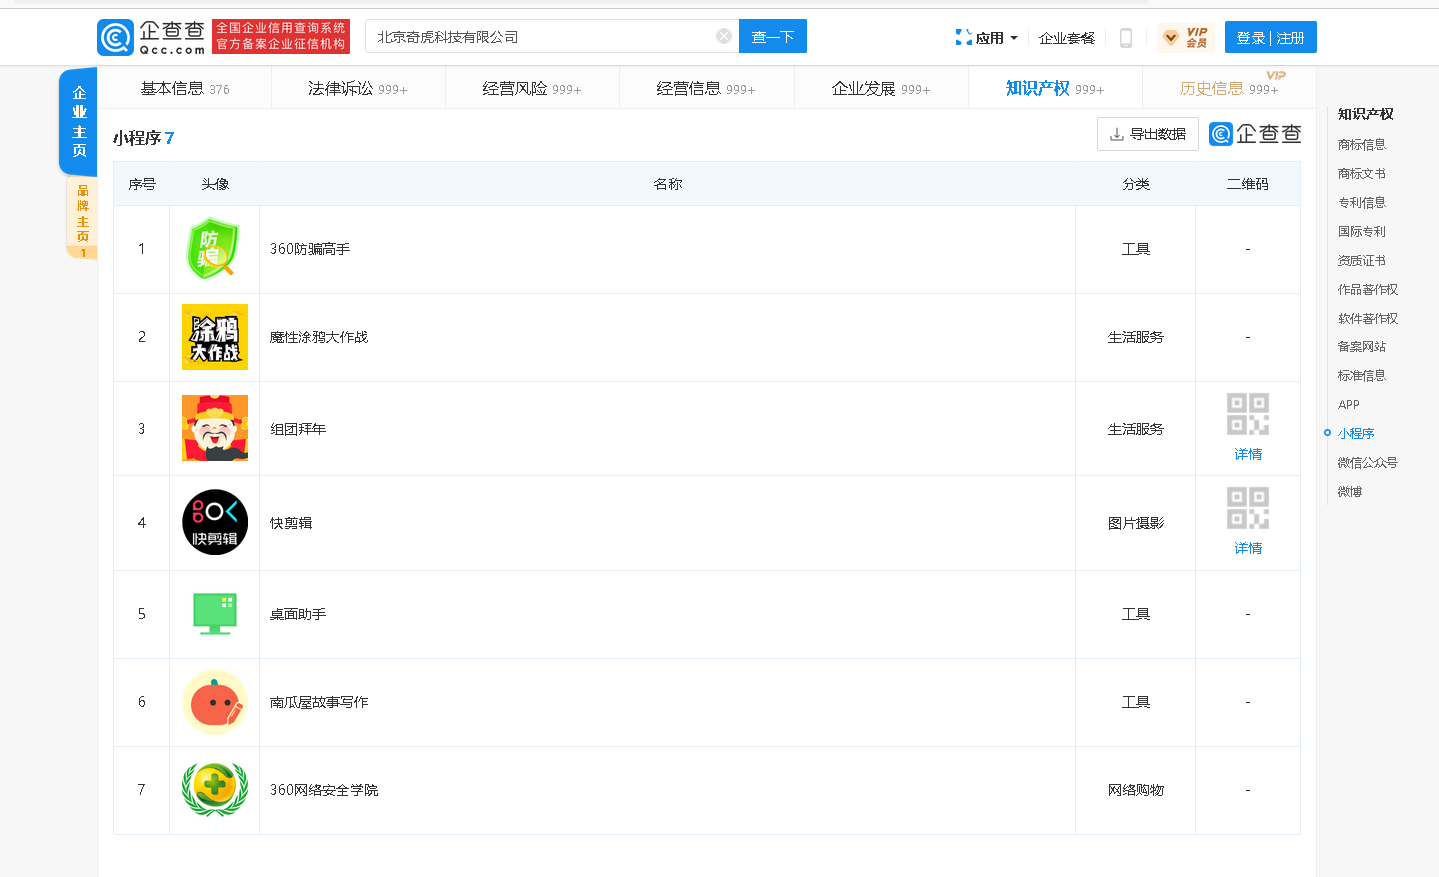 企查查
Qcc.com
全国企业信用查询系统
官方备案企业征信机构
北京奇虎科技有限公司
查一下
应用
企业套餐
VIP
会员
登录 | 注册
企业主页
品牌主页
1
基本信息 376
法律诉讼 999+
经营风险 999+
经营信息 999+
企业发展 999+
知识产权 999+
历史信息 999+
VIP
小程序 7
导出数据
企查查
序号 头像 名称 分类 二维码
1 防骗 360防骗高手 工具 -
2 涂鸦大作战 魔性涂鸦大作战 生活服务 -
3 组团拜年 生活服务 详情
4 快剪辑 快剪辑 图片摄影 详情
5 桌面助手 工具 -
6 南瓜屋故事写作 工具 -
7 360网络安全学院 网络购物 -
知识产权
商标信息
商标文书
专利信息
国际专利
资质证书
作品著作权
软件著作权
备案网站
标准信息
APP
小程序
微信公众号
微博